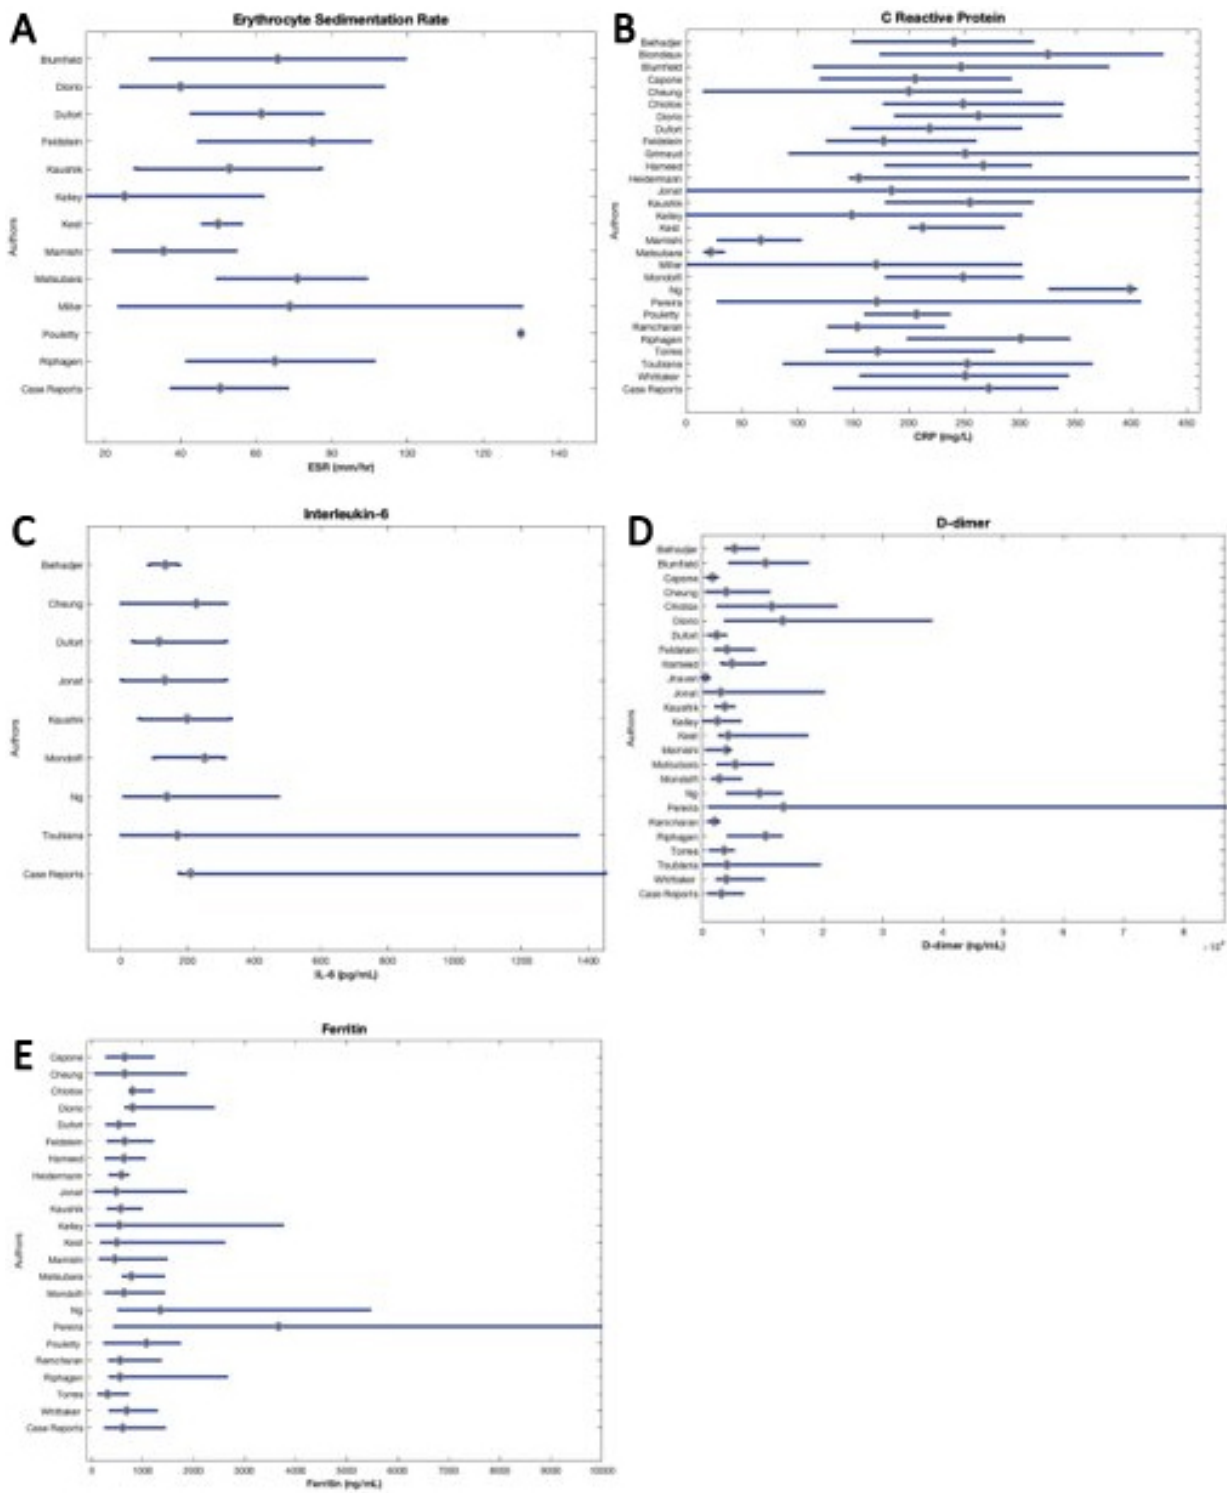 A
Erythrocyte Sedimentation Rate
Authors
Blumfield
Diorio
Dufort
Feldstein
Kaushik
Kelley
Kest
Mamishi
Matsubara
Miller
Pouletty
Riphagen
Case Reports
20 40 60 80 100 120 140
ESR (mm/hr)
B
C Reactive Protein
Authors
Belhadjer
Blondiaux
Blumfield
Capone
Cheung
Chiotos
Diorio
Dufort
Feldstein
Grimaud
Hameed
Heidermann
Jonat
Kaushik
Kelley
Kest
Mamishi
Matsubara
Miller
Mondolfi
Ng
Pereira
Pouletty
Ramcharan
Riphagen
Torres
Toubiana
Whittaker
Case Reports
0 50 100 150 200 250 300 350 400 450
CRP (mg/L)
C
Interleukin-6
Authors
Belhadjer
Cheung
Dufort
Jonat
Kaushik
Mondolfi
Ng
Toubiana
Case Reports
0 200 400 600 800 1000 1200 1400
IL-6 (pg/mL)
D
D-dimer
Authors
Belhadjer
Blumfield
Capone
Cheung
Chiotos
Diorio
Dufort
Feldstein
Hameed
Jhaveri
Jonat
Kaushik
Kelley
Kest
Mamishi
Matsubara
Mondolfi
Ng
Pereira
Ramcharan
Riphagen
Torres
Toubiana
Whittaker
Case Reports
0 1 2 3 4 5 6 7 8
D-dimer (ng/mL)
E
Ferritin
Authors
Capone
Cheung
Chiotos
Diorio
Dufort
Feldstein
Hameed
Heidermann
Jonat
Kaushik
Kelley
Kest
Mamishi
Matsubara
Mondolfi
Ng
Pereira
Pouletty
Ramcharan
Riphagen
Torres
Whittaker
Case Reports
0 1000 2000 3000 4000 5000 6000 7000 8000 9000 10000
Ferritin (ng/mL)